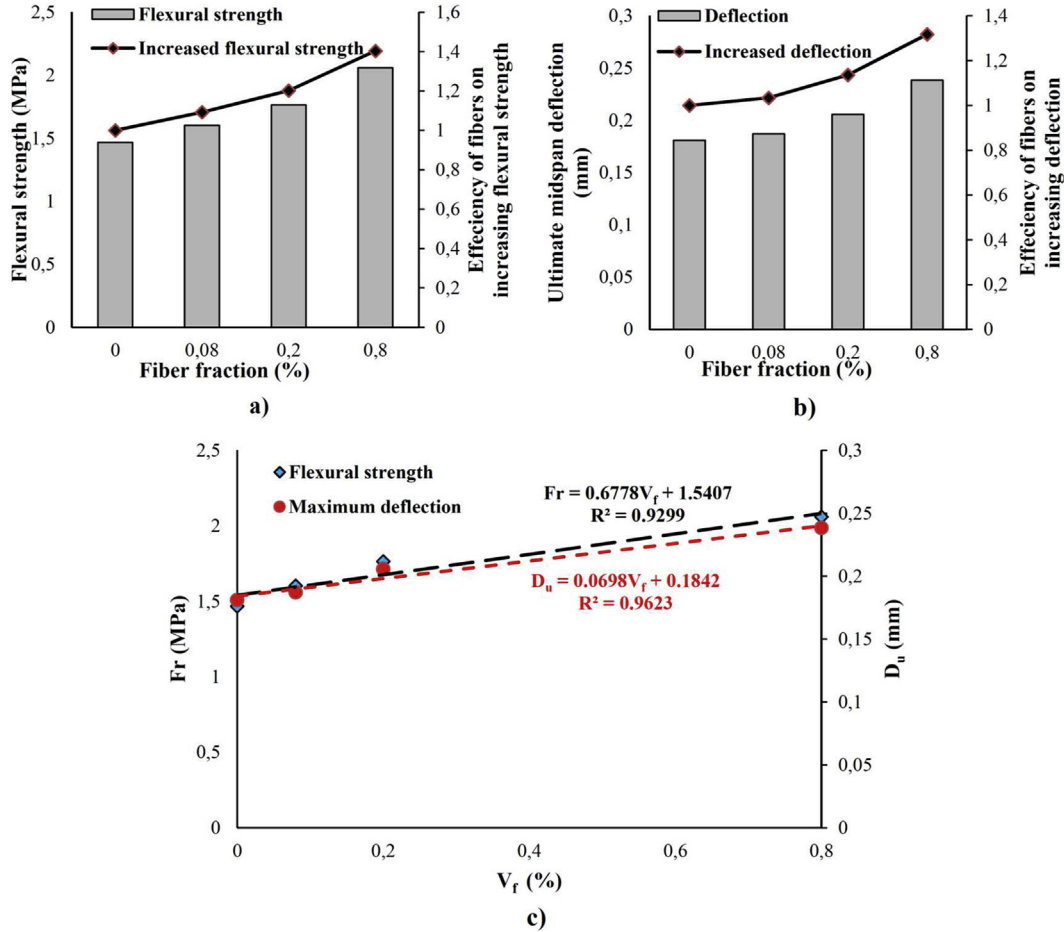 Flexural strength
Increased flexural strength
Flexural strength (MPa)
2,5
2
1,5
1
0,5
0
1,6
1,4
1,2
1
0,8
0,6
0,4
0,2
0
Effeciency of fibers on
increasing flexural strength
0 0,08 0,2 0,8
Fiber fraction (%)
a)
Deflection
Increased deflection
Ultimate midspan deflection
(mm)
0,3
0,25
0,2
0,15
0,1
0,05
0
1,4
1,2
1
0,8
0,6
0,4
0,2
0
Effeciency of fibers on
increasing deflection
0 0,08 0,2 0,8
Fiber fraction (%)
b)
Flexural strength
Maximum deflection
Fr (MPa)
2,5
2
1,5
1
0,5
0
Fr = 0.6778Vf + 1.5407
R² = 0.9299
Du = 0.0698Vf + 0.1842
R² = 0.9623
0,3
0,25
0,2
0,15
0,1
0,05
0
Du (mm)
0 0,2 0,4 0,6 0,8
Vf (%)
c)